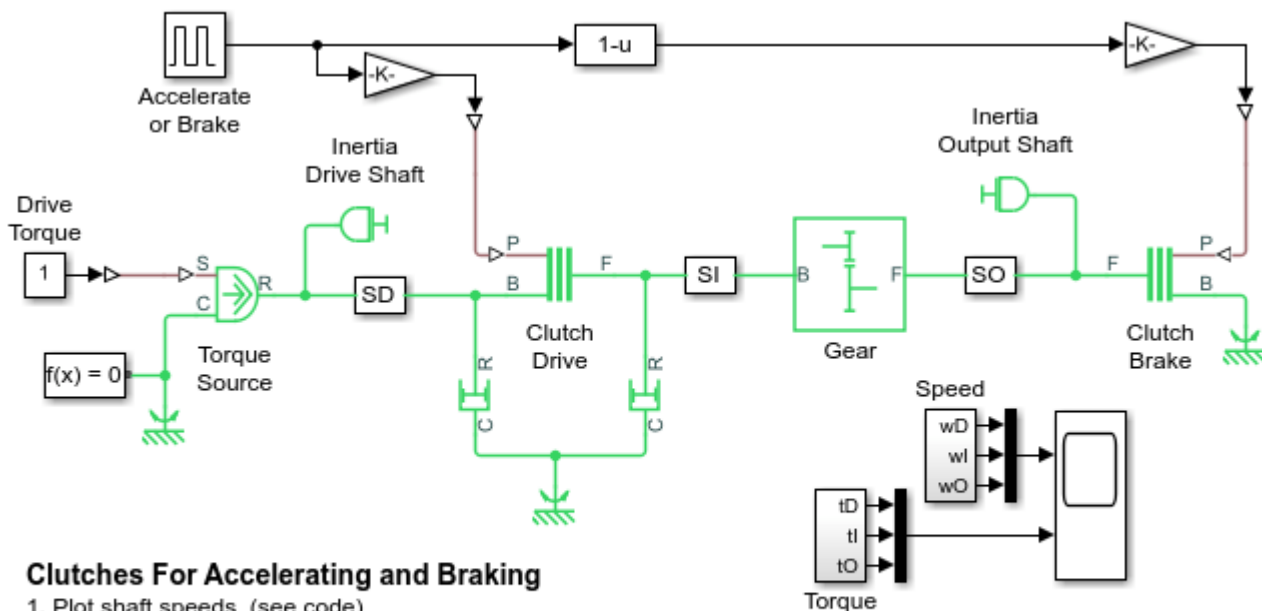 Accelerate
or Brake
-K-
1-u
-K-
Inertia
Drive Shaft
Inertia
Output Shaft
Drive
Torque
1
S
C
R
Torque
Source
f(x) = 0
SD
P
B
F
Clutch
Drive
R
C
R
C
SI
B
F
Gear
SO
F
P
B
Clutch
Brake
Speed
wD
wI
wO
tD
tI
tO
Torque
Clutches For Accelerating and Braking
1. Plot shaft speeds (see code)